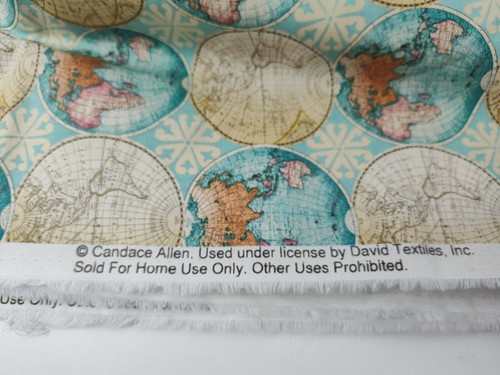 © Candace Allen. Used under license by David Textiles, Inc.
Sold For Home Use Only. Other Uses Prohibited.
Use Only.